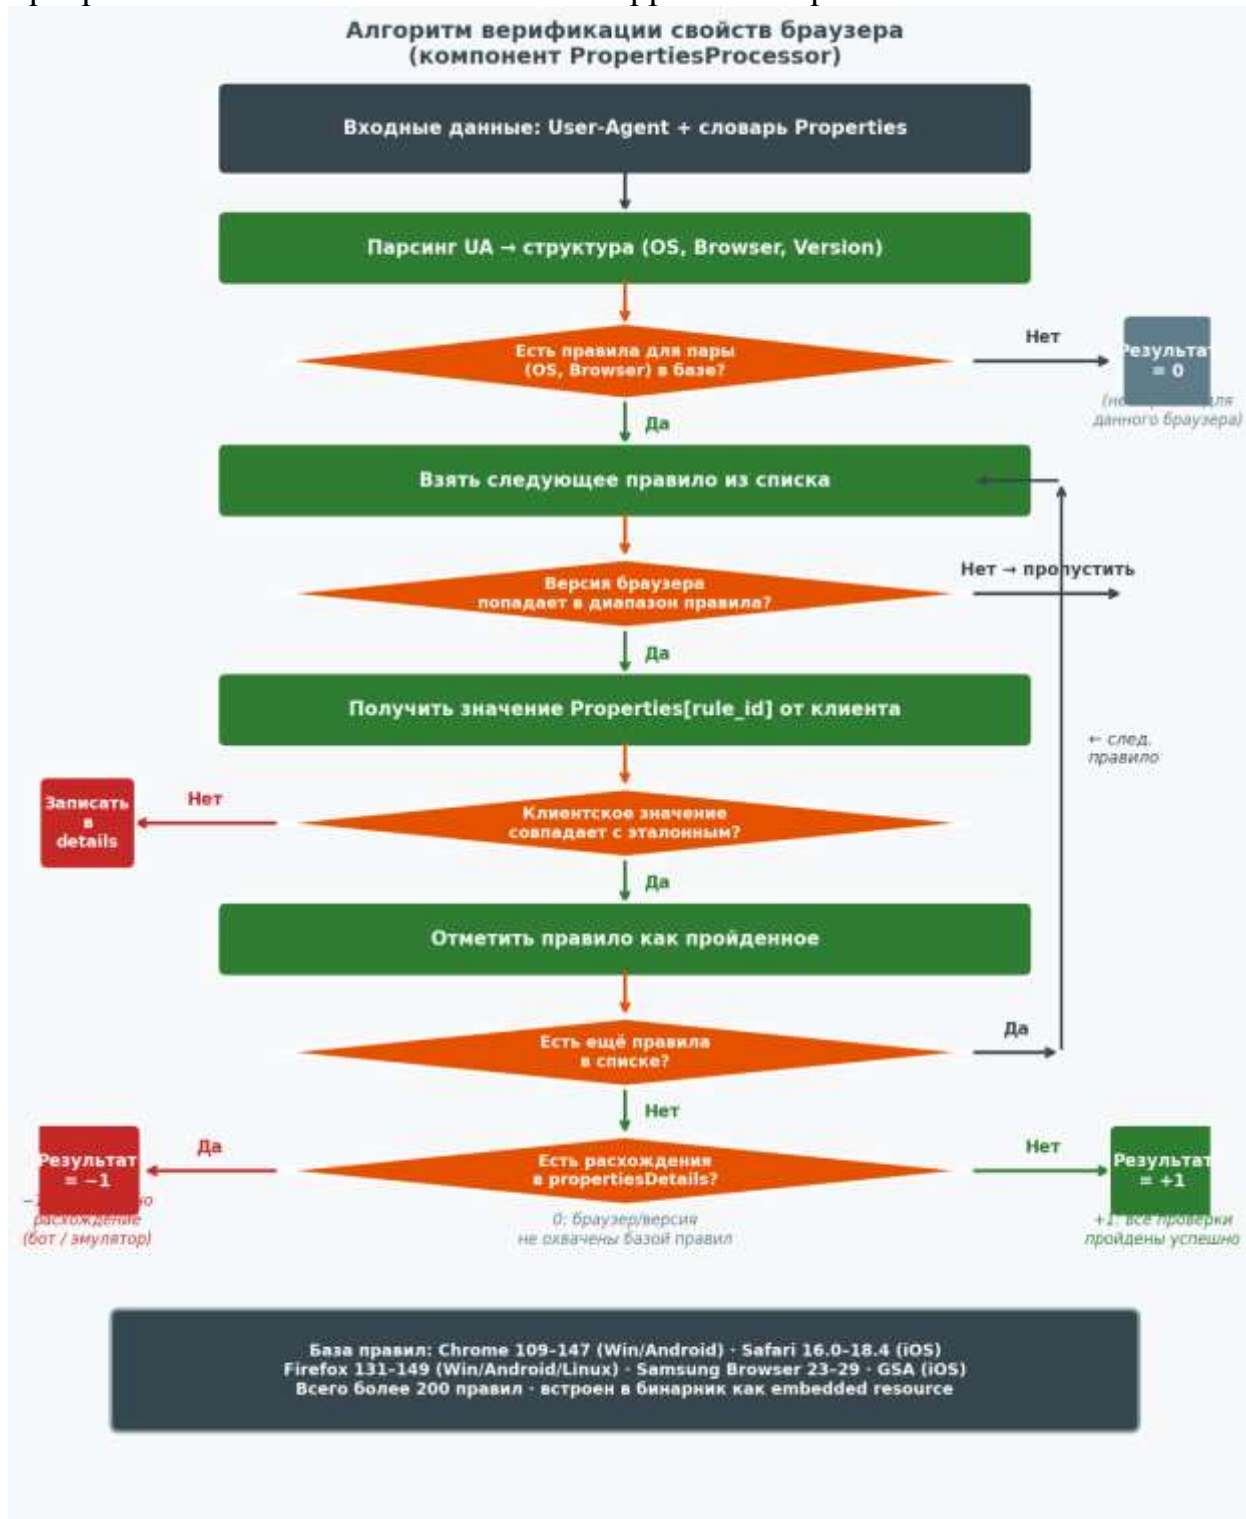 Алгоритм верификации свойств браузера
(компонент PropertiesProcessor)
Входные данные: User-Agent + словарь Properties
Парсинг UA → структура (OS, Browser, Version)
Есть правила для пары
(OS, Browser) в базе?
Нет
Результат
= 0
для
данного браузера)
Да
Взять следующее правило из списка
Версия браузера
попадает в диапазон правила?
Нет → пропустить
Да
Получить значение Properties[rule_id] от клиента
← след.
правило
Клиентское значение
совпадает с эталонным?
Нет
Записать
в
details
Да
Отметить правило как пройденное
Есть ещё правила
в списке?
Да
Нет
Есть расхождения
в propertiesDetails?
Да
Результат
= −1
расхождение
(бот / эмулятор)
Нет
Результат
= +1
+1: все проверки
пройдены успешно
0: браузер/версия
не охвачены базой правил
База правил: Chrome 109–147 (Win/Android) · Safari 16.0–18.4 (iOS)
Firefox 131–149 (Win/Android/Linux) · Samsung Browser 23–29 · GSA (iOS)
Всего более 200 правил · встроен в бинарник как embedded resource